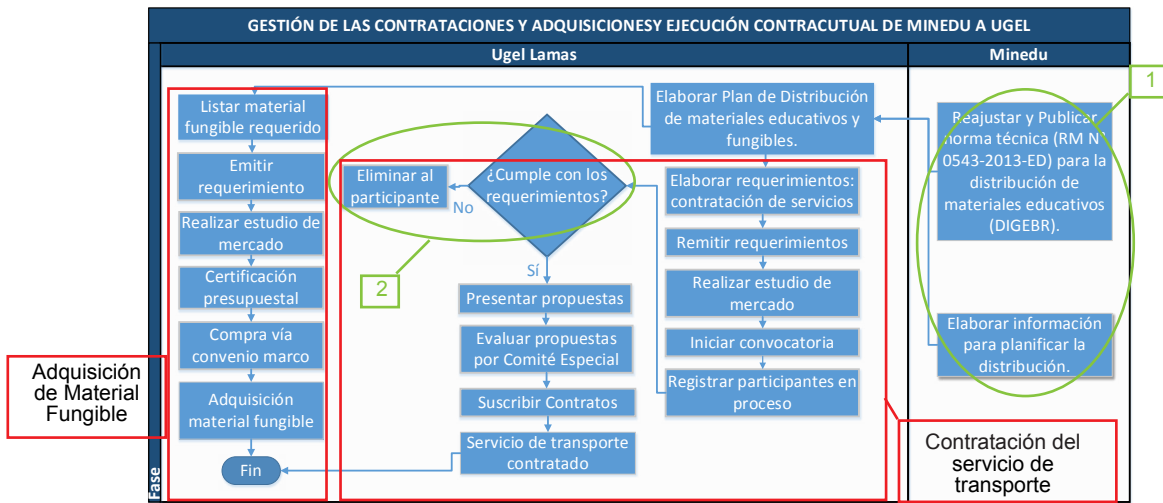 GESTIÓN DE LAS CONTRATACIONES Y ADQUISICIONESY EJECUCIÓN CONTRACUTUAL DE MINEDU A UGEL
Ugel Lamas
Minedu
Fase
Listar material
fungible requerido
Emitir
requerimiento
Realizar estudio de
mercado
Certificación
presupuestal
Compra vía
convenio marco
Adquisición
material fungible
Fin
Adquisición
de Material
Fungible
Eliminar al
participante
No
¿Cumple con los
requerimientos?
Sí
2
Presentar propuestas
Evaluar propuestas
por Comité Especial
Suscribir Contratos
Servicio de transporte
contratado
Elaborar Plan de Distribución
de materiales educativos y
fungibles.
Elaborar requerimientos:
contratación de servicios
Remitir requerimientos
Realizar estudio de
mercado
Iniciar convocatoria
Registrar participantes en
proceso
Contratación del
servicio de
transporte
1
Reajustar y Publicar
norma técnica (RM N°
0543-2013-ED) para la
distribución de
materiales educativos
(DIGEBR).
Elaborar información
para planificar la
distribución.